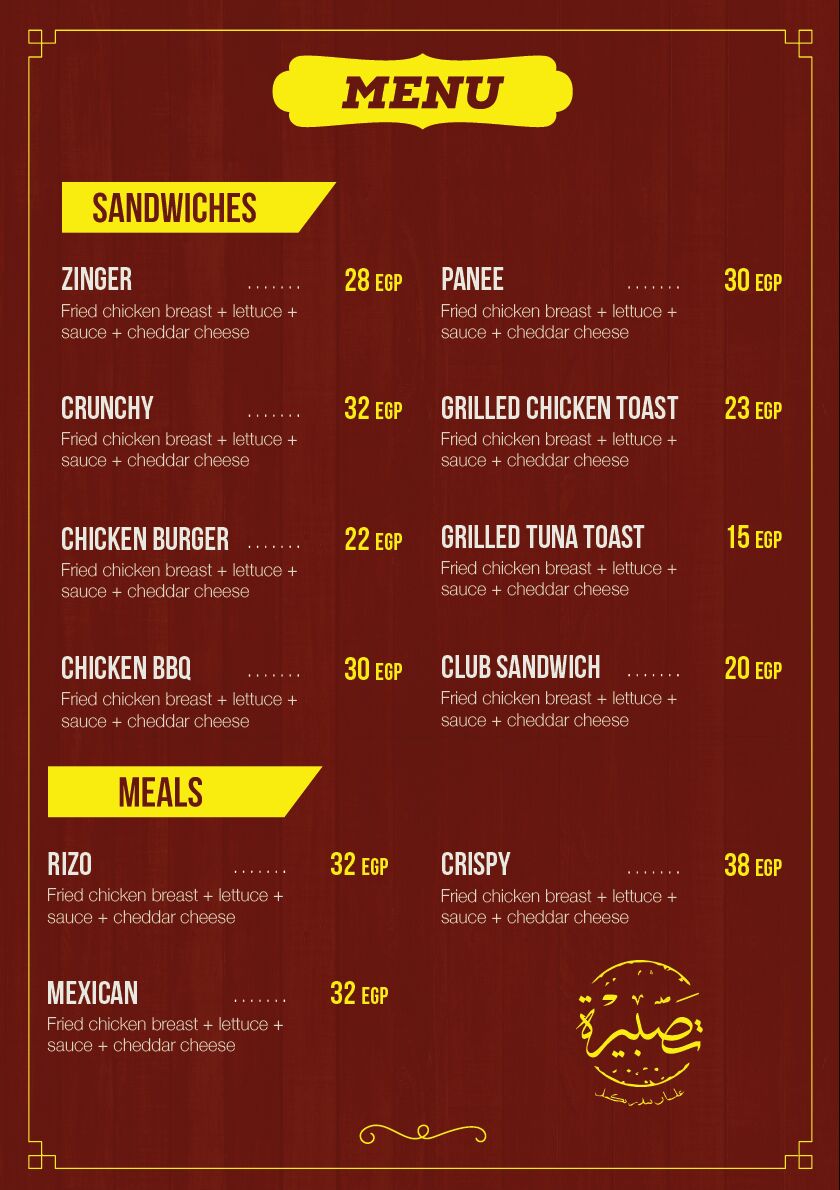 MENU
SANDWICHES
ZINGER ....... 28 EGP
Fried chicken breast + lettuce +
sauce + cheddar cheese
CRUNCHY ....... 32 EGP
Fried chicken breast + lettuce +
sauce + cheddar cheese
CHICKEN BURGER ....... 22 EGP
Fried chicken breast + lettuce +
sauce + cheddar cheese
CHICKEN BBQ ....... 30 EGP
Fried chicken breast + lettuce +
sauce + cheddar cheese
PANEE ....... 30 EGP
Fried chicken breast + lettuce +
sauce + cheddar cheese
GRILLED CHICKEN TOAST 23 EGP
Fried chicken breast + lettuce +
sauce + cheddar cheese
GRILLED TUNA TOAST 15 EGP
Fried chicken breast + lettuce +
sauce + cheddar cheese
CLUB SANDWICH ....... 20 EGP
Fried chicken breast + lettuce +
sauce + cheddar cheese
MEALS
RIZO ....... 32 EGP
Fried chicken breast + lettuce +
sauce + cheddar cheese
MEXICAN ....... 32 EGP
Fried chicken breast + lettuce +
sauce + cheddar cheese
CRISPY ....... 38 EGP
Fried chicken breast + lettuce +
sauce + cheddar cheese
تصبيرة